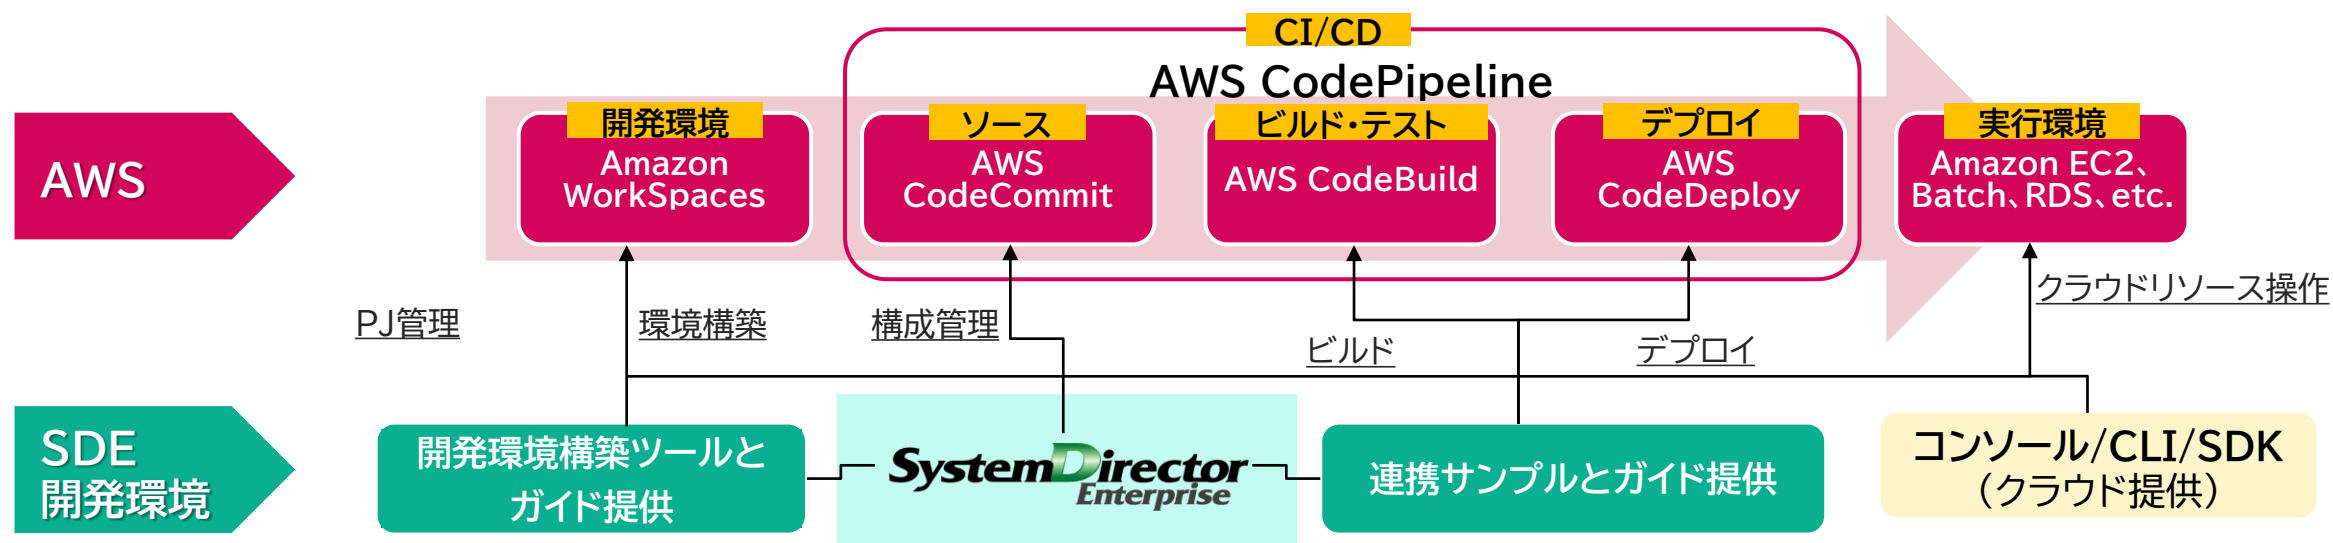 CI/CD
AWS CodePipeline
AWS
開発環境
Amazon
WorkSpaces
ソース
AWS
CodeCommit
ビルド・テスト
AWS CodeBuild
デプロイ
AWS
CodeDeploy
実行環境
Amazon EC2、
Batch、RDS、etc.
PJ管理
環境構築
構成管理
ビルド
デプロイ
クラウドリソース操作
SDE
開発環境
開発環境構築ツールと
ガイド提供
SystemDirector
Enterprise
連携サンプルとガイド提供
コンソール/CLI/SDK
（クラウド提供）